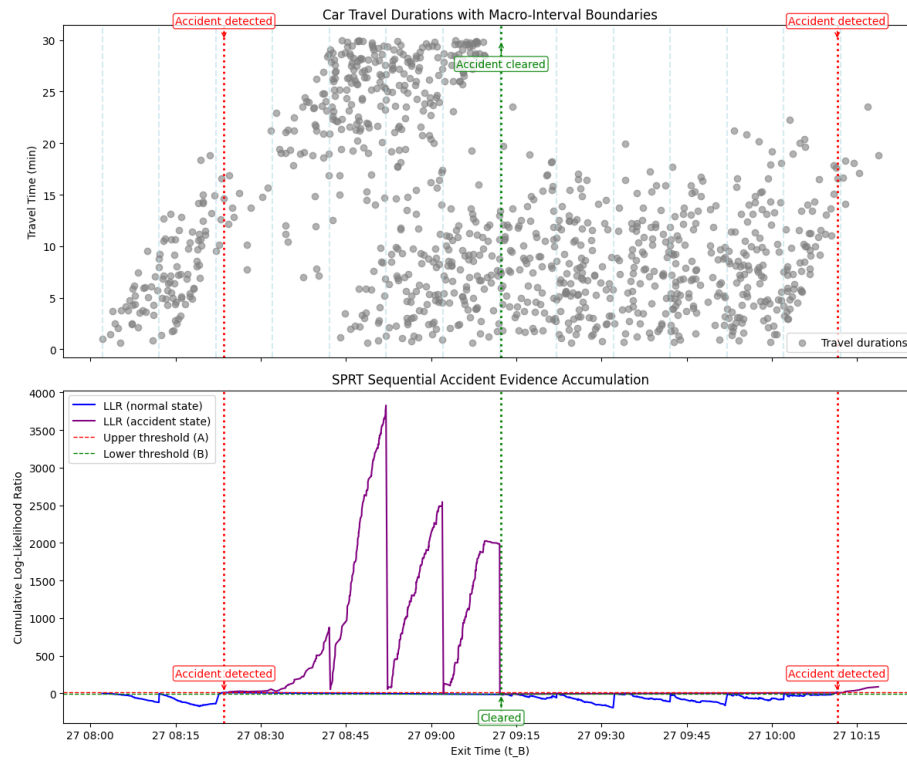 Car Travel Durations with Macro-Interval Boundaries
Accident detected
Accident detected
Accident cleared
30
25
20
15
10
5
0
Travel Time (min)
Travel durations
SPRT Sequential Accident Evidence Accumulation
4000
3500
3000
2500
2000
1500
1000
500
0
Cumulative Log-Likelihood Ratio
LLR (normal state)
LLR (accident state)
Upper threshold (A)
Lower threshold (B)
Accident detected
Accident detected
Cleared
27 08:00
27 08:15
27 08:30
27 08:45
27 09:00
27 09:15
27 09:30
27 09:45
27 10:00
27 10:15
Exit Time (t_B)